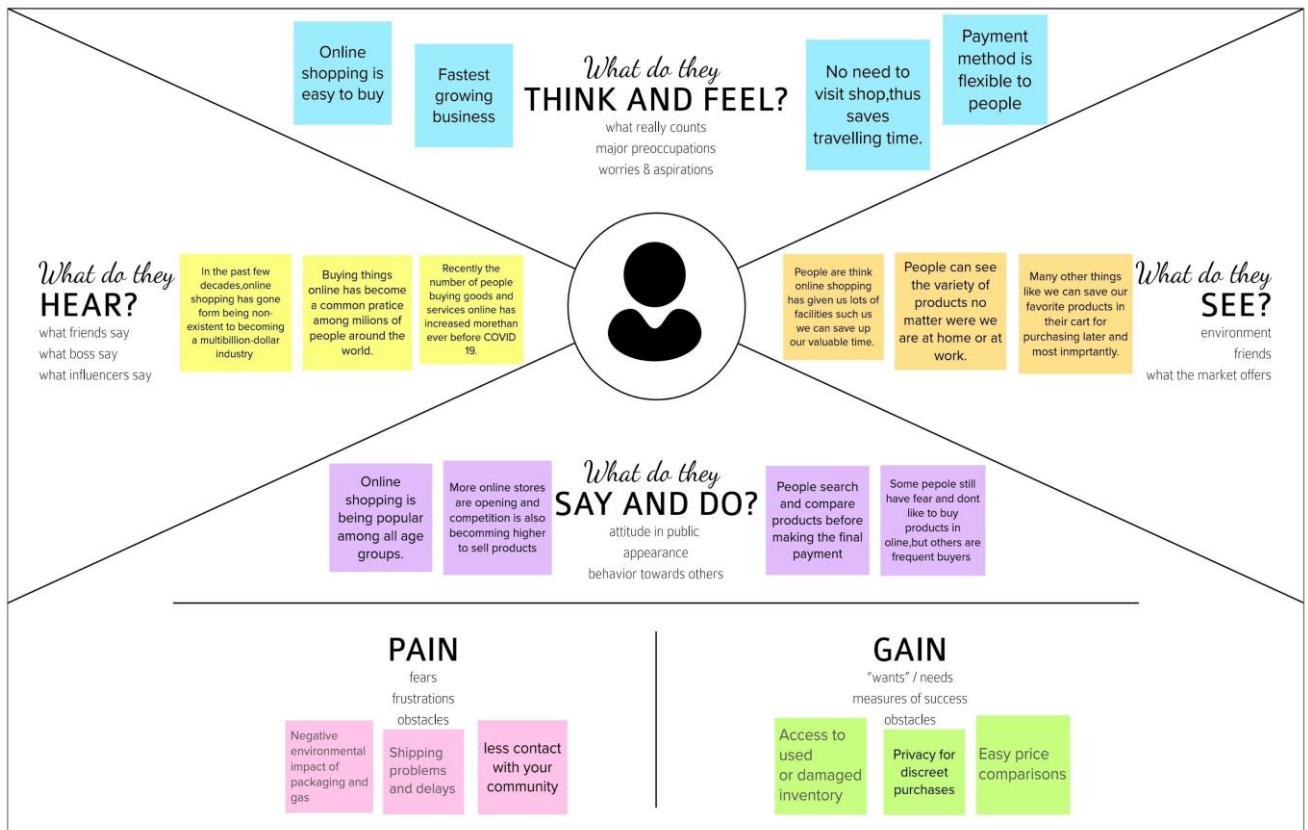 Online
shopping is
easy to buy
Fastest
growing
business
What do they
THINK AND FEEL?
what really counts
major preoccupations
worries & aspirations
No need to
visit shop,thus
saves
travelling time.
Payment
method is
flexible to
people
What do they
HEAR?
what friends say
what boss say
what influencers say
In the past few
decades,online
shopping has gone
form being non-
existent to becoming
a multibillion-dollar
industry
Buying things
online has become
a common pratice
among milions of
people around the
world.
Recently the
number of people
buying goods and
services online has
increased morethan
ever before COVID
19.
People are think
online shopping
has given us lots of
facilities such us
we can save up
our valuable time.
People can see
the variety of
products no
matter were we
are at home or at
work.
Many other things
like we can save our
favorite products in
their cart for
purchasing later and
most inmprtantly.
What do they
SEE?
environment
friends
what the market offers
Online
shopping is
being popular
among all age
groups.
More online stores
are opening and
competition is also
becomming higher
to sell products
What do they
SAY AND DO?
attitude in public
appearance
behavior towards others
People search
and compare
products before
making the final
payment
Some pepole still
have fear and dont
like to buy
products in
oline,but others are
frequent buyers
PAIN
fears
frustrations
obstacles
Negative
environmental
impact of
packaging and
gas
Shipping
problems
and delays
less contact
with your
community
GAIN
"wants" / needs
measures of success
obstacles
Access to
used
or damaged
inventory
Privacy for
discreet
purchases
Easy price
comparisons